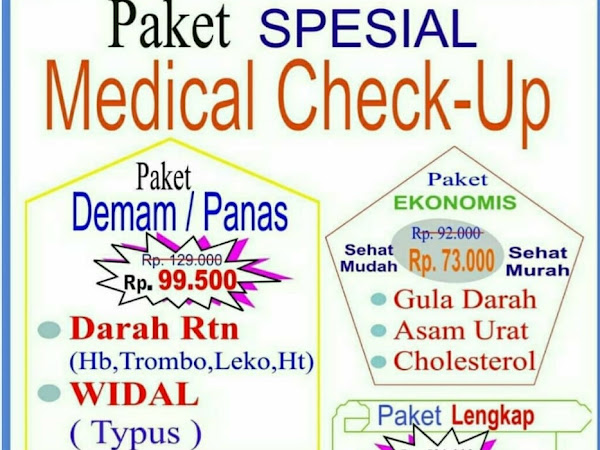 Paket SPESIAL
Medical Check-Up
Paket
Demam / Panas
Rp. 129.000
Rp. 99.500
Darah Rtn
(Hb,Trombo,Leko,Ht)
WIDAL
( Typus )
Paket
EKONOMIS
Rp. 92.000
Sehat
Mudah
Rp. 73.000
Sehat
Murah
Gula Darah
Asam Urat
Cholesterol
Paket Lengkap